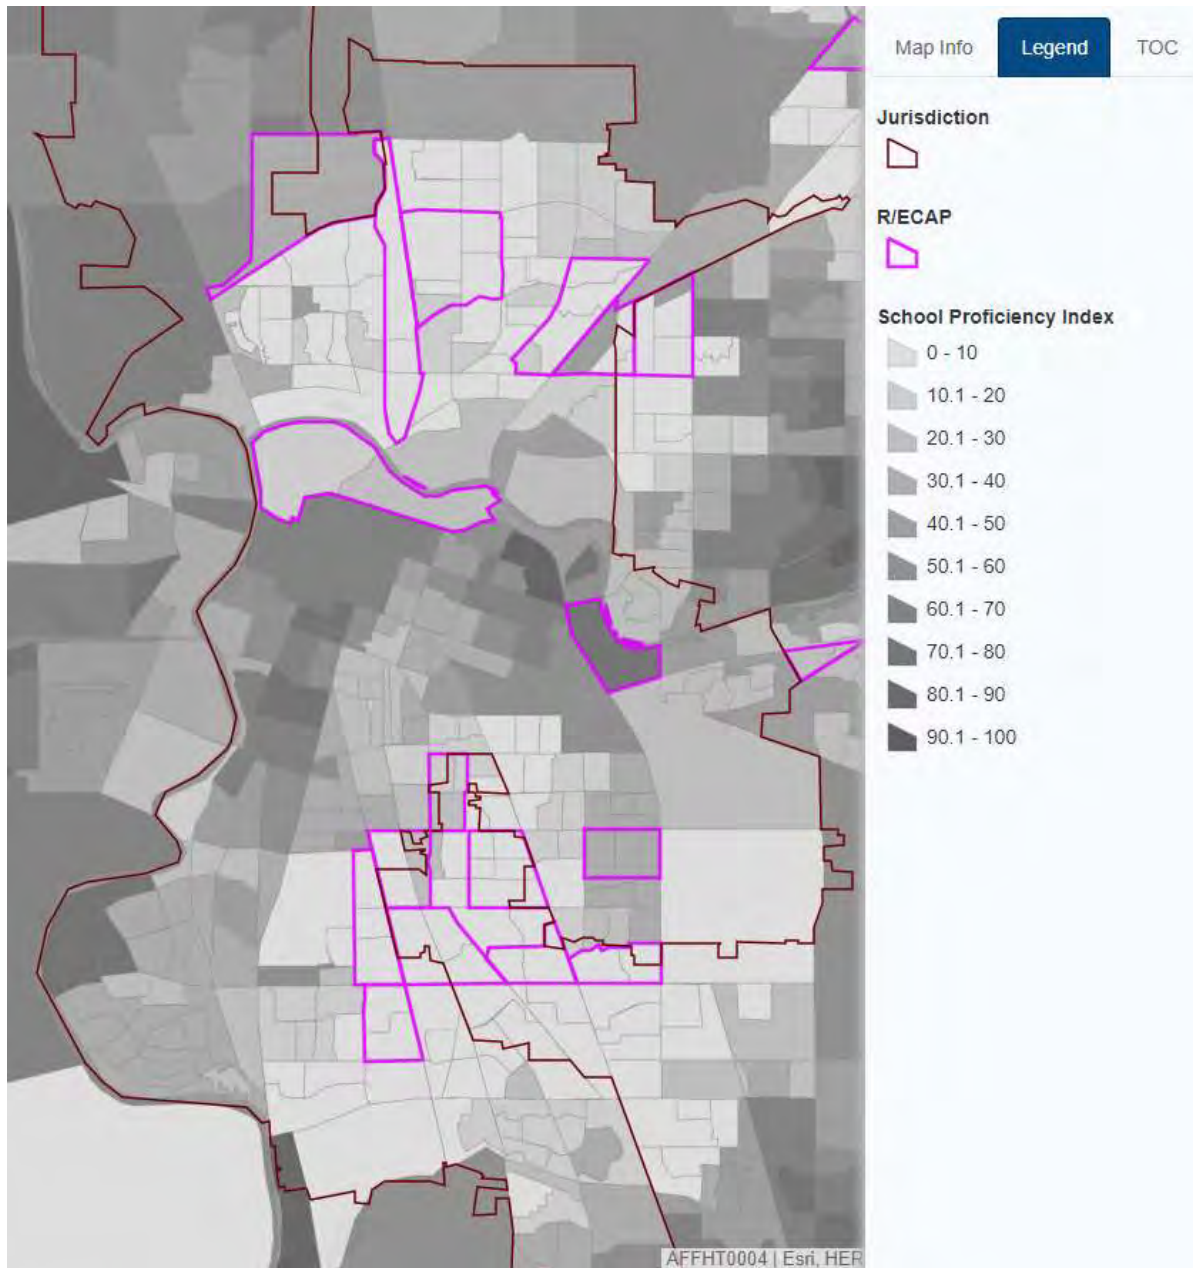 Map Info Legend TOC
Jurisdiction
R/ECAP
School Proficiency Index
0 - 10
10.1 - 20
20.1 - 30
30.1 - 40
40.1 - 50
50.1 - 60
60.1 - 70
70.1 - 80
80.1 - 90
90.1 - 100
AFFHT0004 | Esri, HER